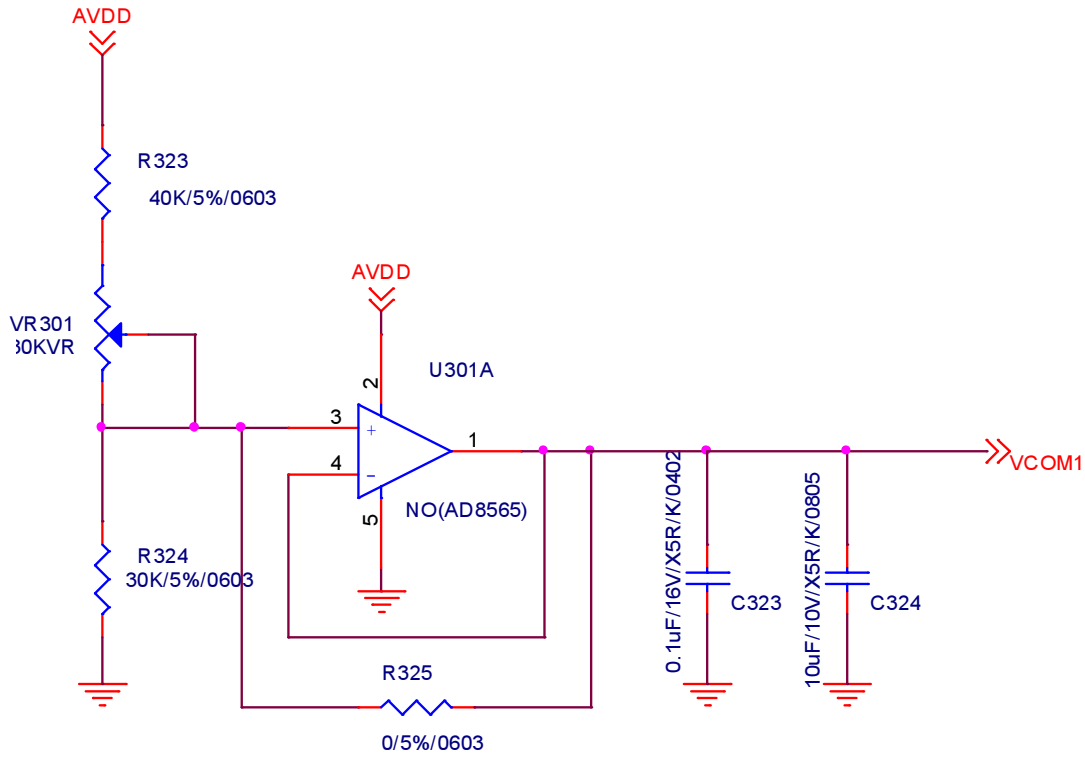 AVDD
R323
40K/5%/0603
VR301
30KVR
AVDD
U301A
2
3
+
1
4
-
5
NO(AD8565)
VCOM1
R324
30K/5%/0603
0.1uF/16V/X5R/K/0402
C323
10uF/10V/X5R/K/0805
C324
R325
0/5%/0603